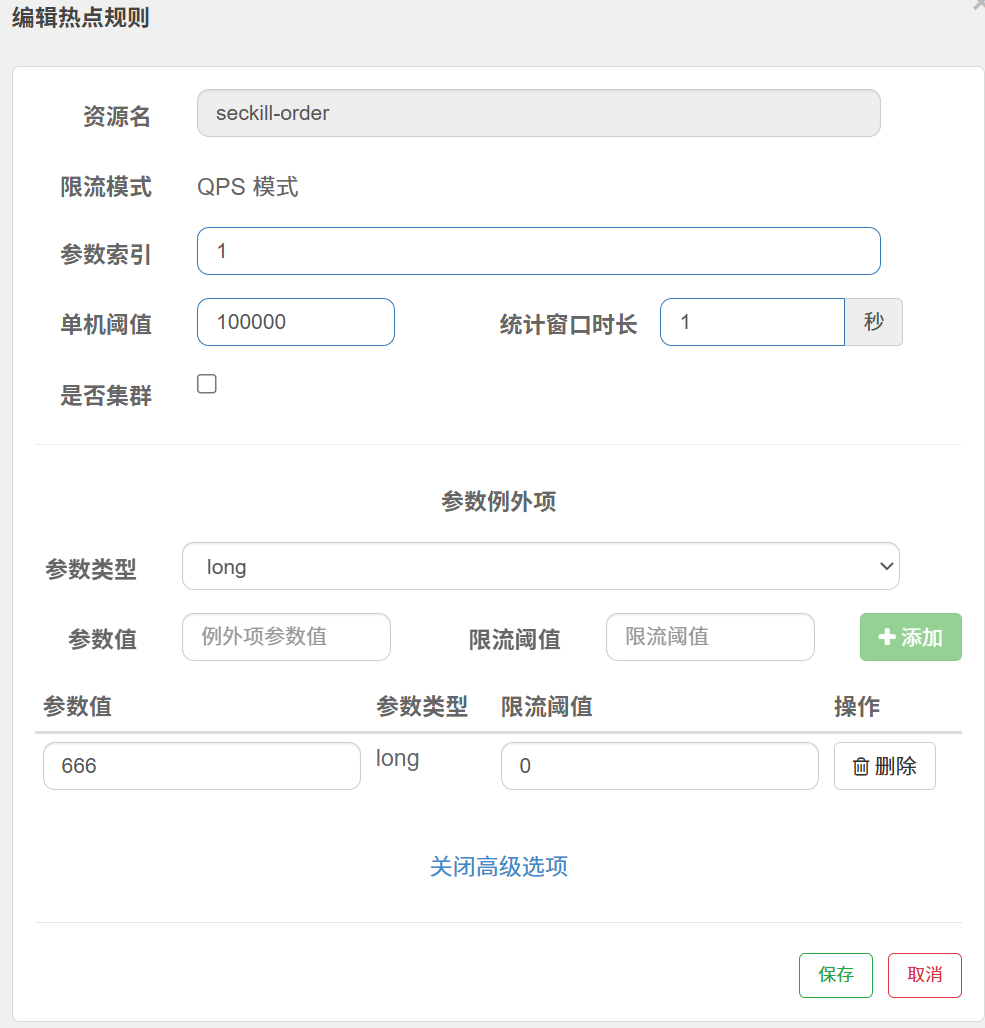 编辑热点规则
资源名 seckill-order
限流模式 QPS 模式
参数索引 1
单机阈值 100000 统计窗口时长 1 秒
是否集群
参数例外项
参数类型 long
参数值 例外项参数值 限流阈值 限流阈值 添加
参数值 参数类型 限流阈值 操作
666 long 0 删除
关闭高级选项
保存 取消